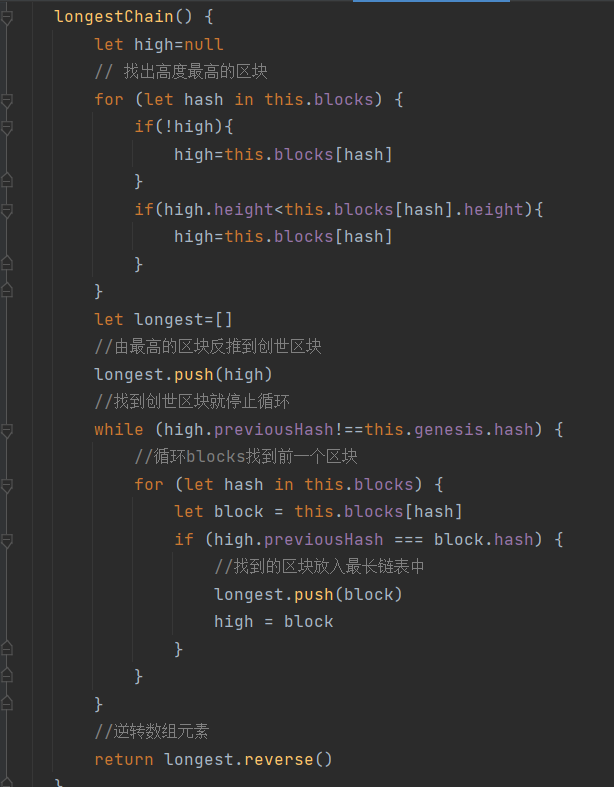 longestChain() {
let high=null
// 找出高度最高的区块
for (let hash in this.blocks) {
if(!high){
high=this.blocks[hash]
}
if(high.height<this.blocks[hash].height){
high=this.blocks[hash]
}
}
let longest=[]
//由最高的区块反推到创世区块
longest.push(high)
//找到创世区块就停止循环
while (high.previousHash!==this.genesis.hash) {
//循环blocks找到前一个区块
for (let hash in this.blocks) {
let block = this.blocks[hash]
if (high.previousHash === block.hash) {
//找到的区块放入最长链表中
longest.push(block)
high = block
}
}
}
//逆转数组元素
return longest.reverse()
}